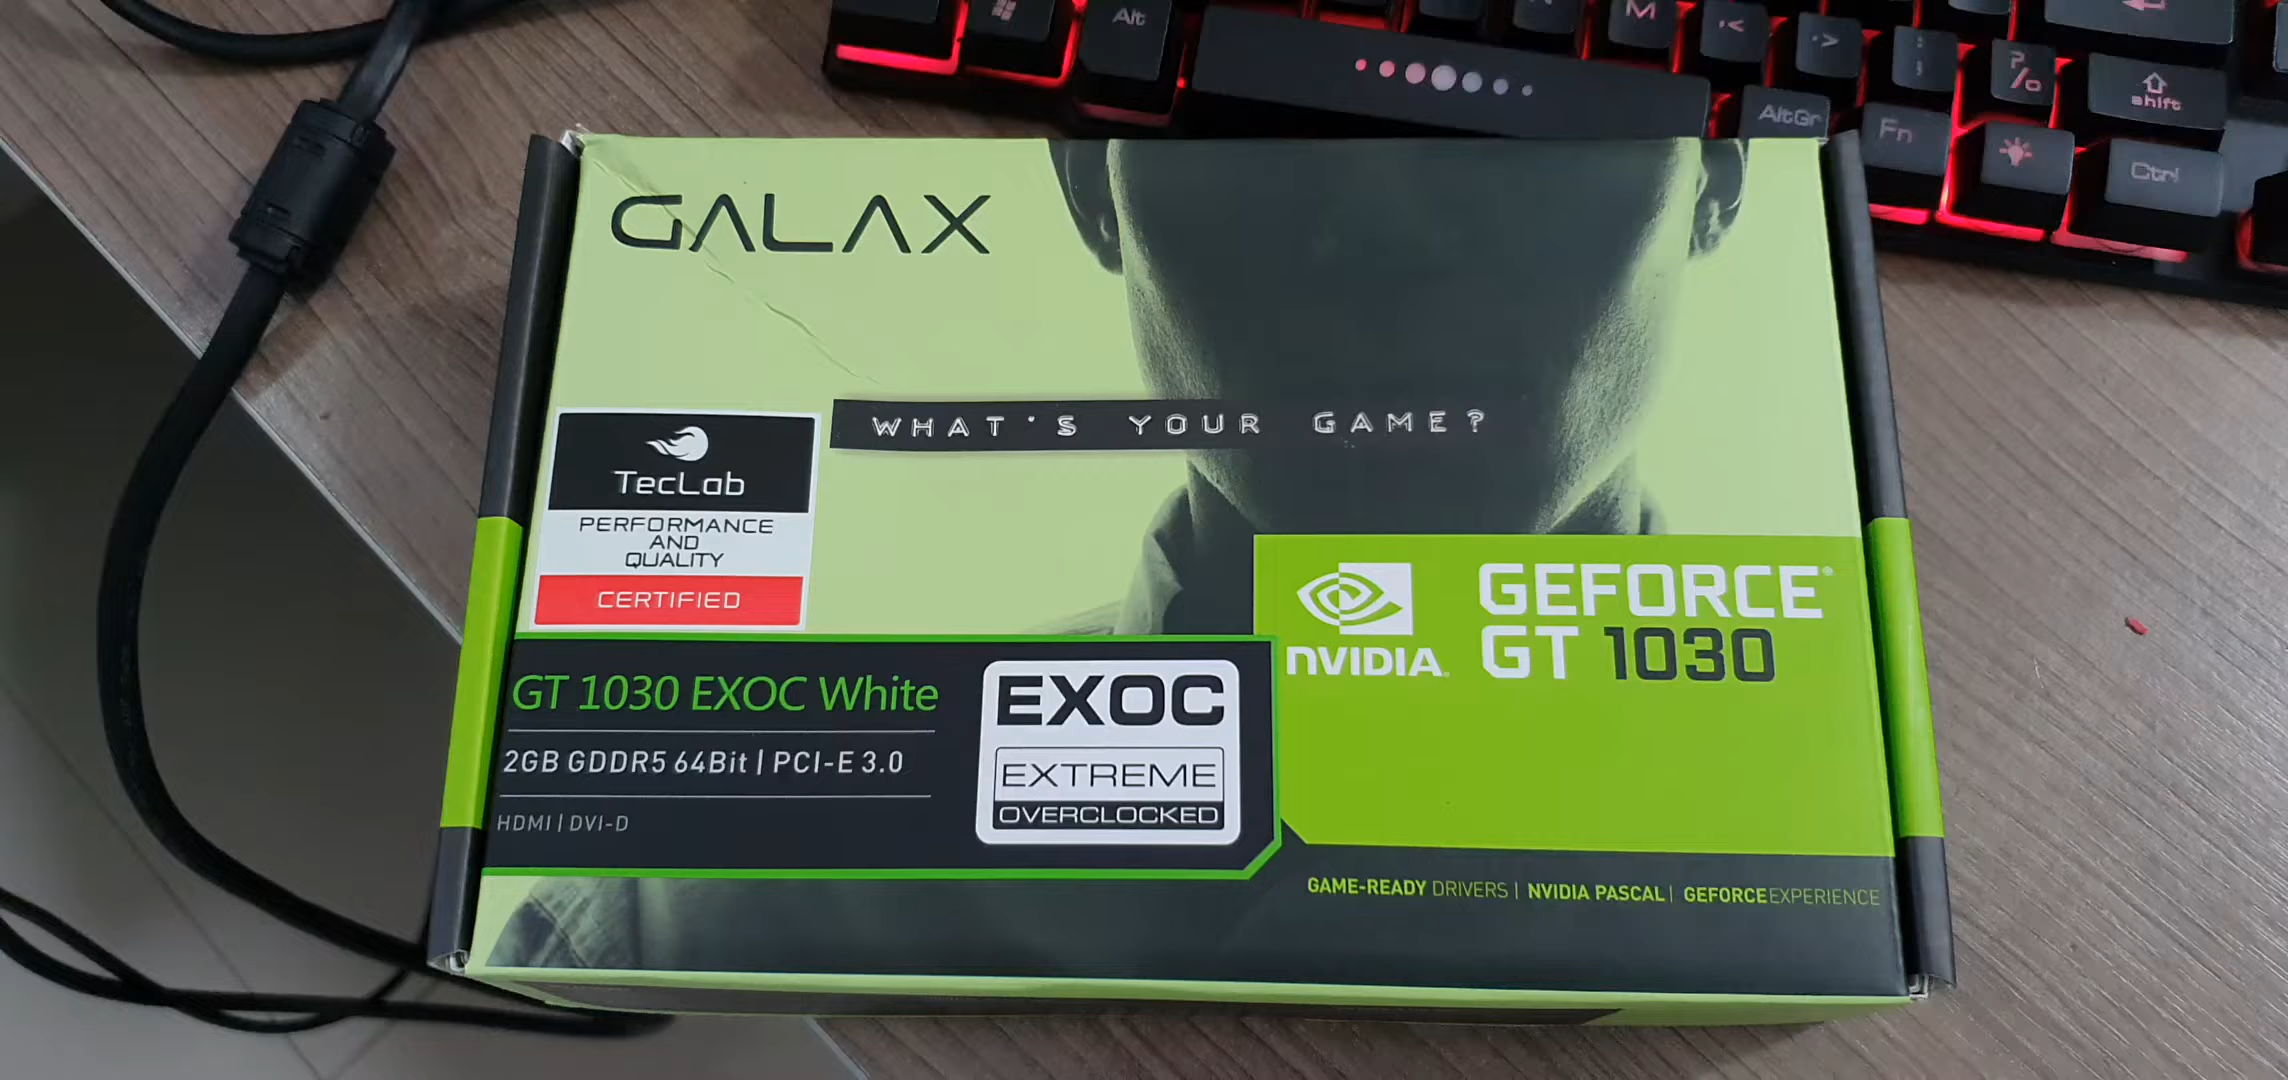 Alt
M
AltGr
Fn
shift
Ctrl
GALAX
WHAT'S YOUR GAME?
TecLab
PERFORMANCE
AND
QUALITY
CERTIFIED
GT 1030 EXOC White
2GB GDDR5 64Bit | PCI-E 3.0
HDMI | DVI-D
EXOC
EXTREME
OVERCLOCKED
NVIDIA.
GEFORCE®
GT 1030
GAME-READY DRIVERS | NVIDIA PASCAL | GEFORCE EXPERIENCE